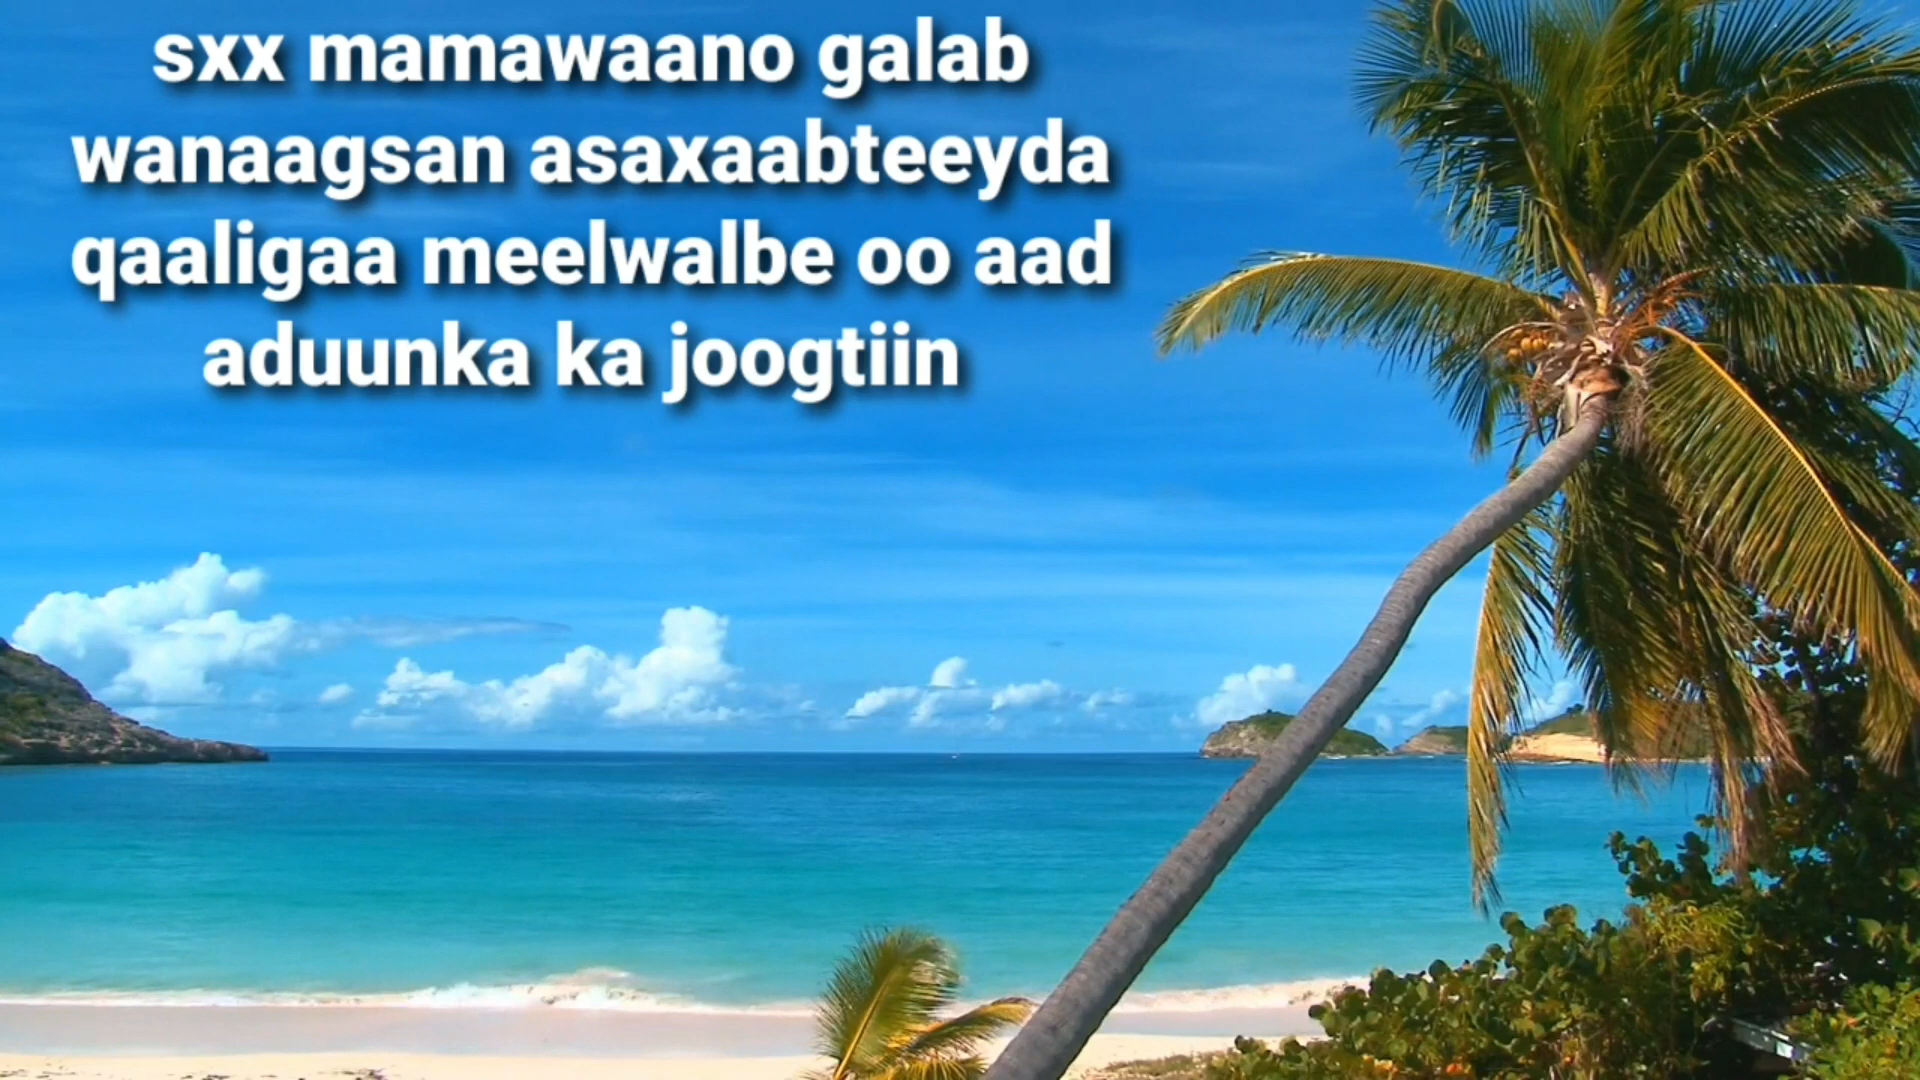 sxx mamawaano galab
wanaagsan asaxaabteeyda
qaaligaa meelwalbe oo aad
aduunka ka joogtiin